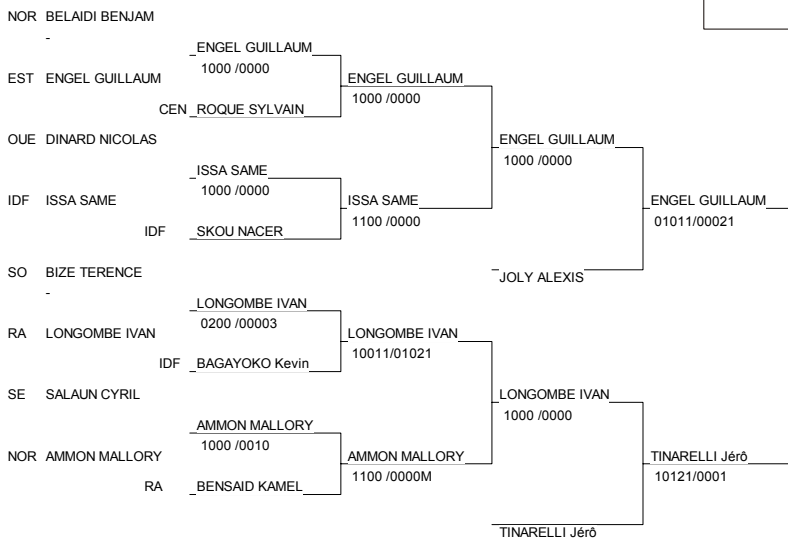 NOR BELAIDI BENJAM
-
ENGEL GUILLAUM
1000 /0000
EST ENGEL GUILLAUM
ENGEL GUILLAUM
1000 /0000
CEN ROQUE SYLVAIN
OUE DINARD NICOLAS
ENGEL GUILLAUM
1000 /0000
ISSA SAME
1000 /0000
IDF ISSA SAME
ISSA SAME
1100 /0000
ENGEL GUILLAUM
01011/00021
IDF SKOU NACER
SO BIZE TERENCE
-
JOLY ALEXIS
LONGOMBE IVAN
0200 /00003
RA LONGOMBE IVAN
LONGOMBE IVAN
10011/01021
IDF BAGAYOKO Kevin
SE SALAUN CYRIL
LONGOMBE IVAN
1000 /0000
AMMON MALLORY
1000 /0010
NOR AMMON MALLORY
AMMON MALLORY
1100 /0000M
TINARELLI Jérô
10121/0001
RA BENSAID KAMEL
TINARELLI Jérô